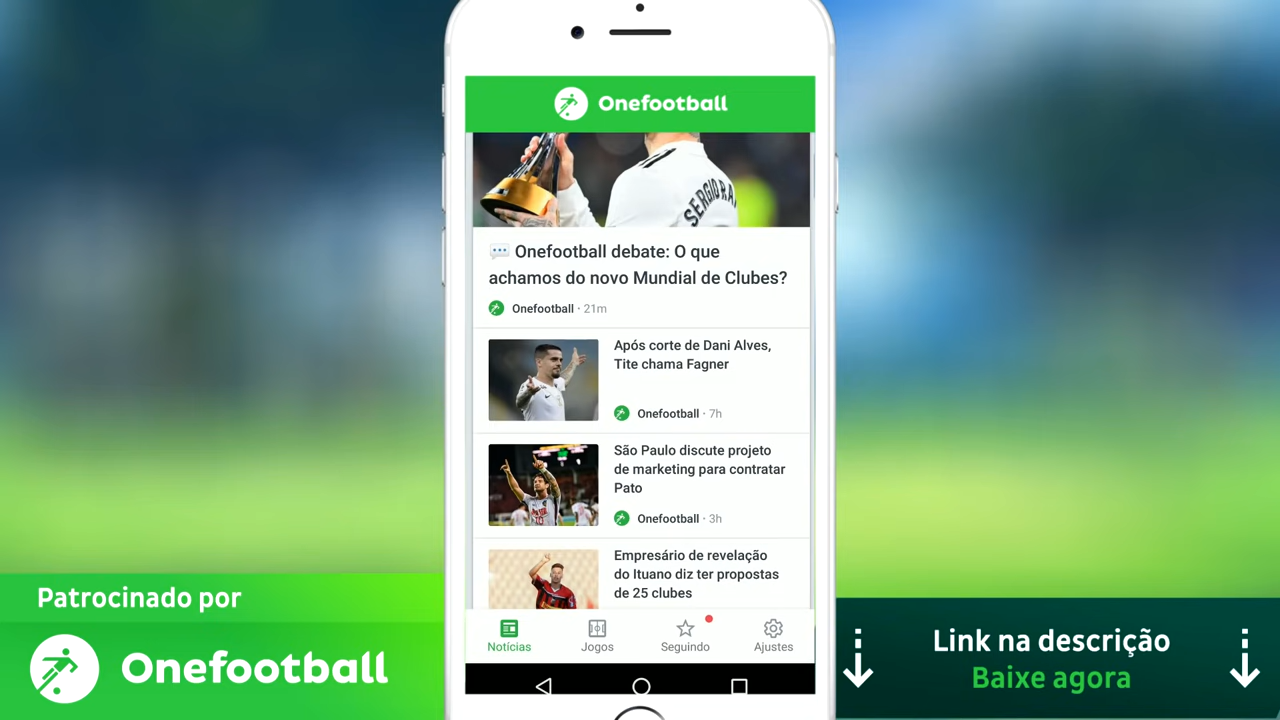 Onefootball
SERGIO RA
Onefootball debate: O que
achamos do novo Mundial de Clubes?
Onefootball · 21m
Após corte de Dani Alves,
Tite chama Fagner
Onefootball · 7h
São Paulo discute projeto
de marketing para contratar
Pato
Onefootball · 3h
Empresário de revelação
do Ituano diz ter propostas
de 25 clubes
Notícias
Jogos
Seguindo
Ajustes
Patrocinado por
Onefootball
Link na descrição
Baixe agora